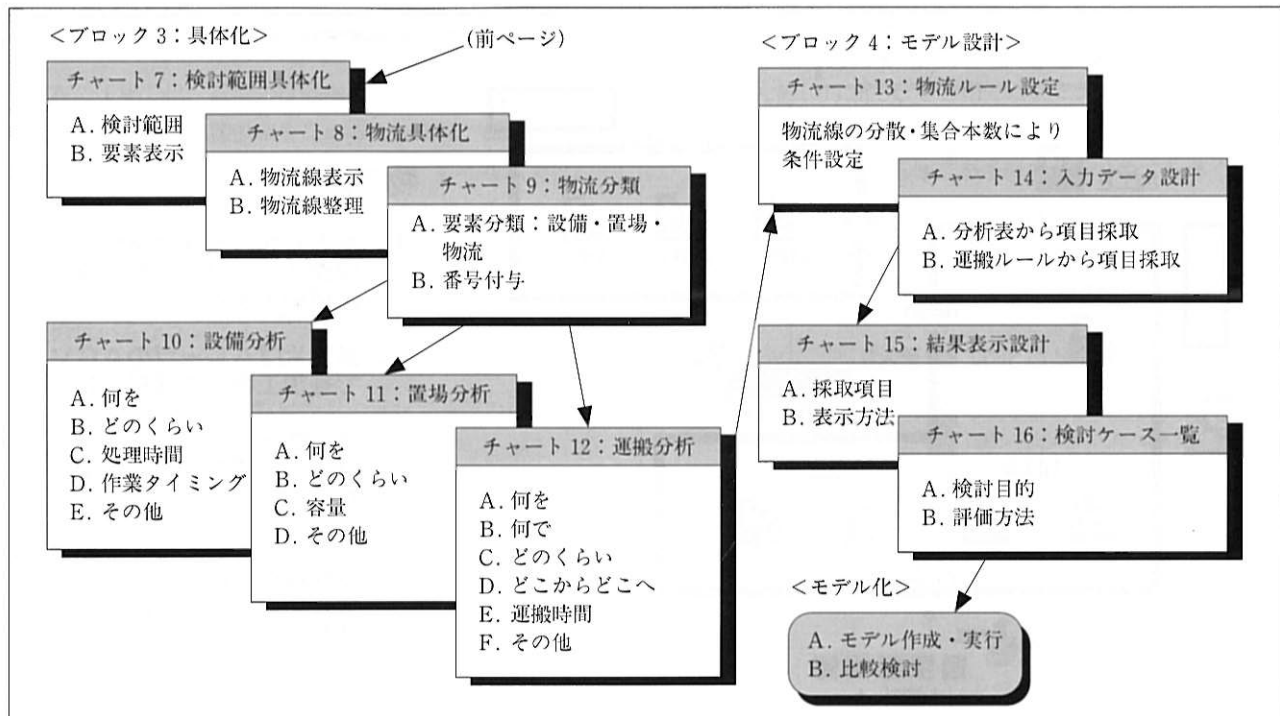 <ブロック3：具体化>
(前ページ)
チャート7：検討範囲具体化
A. 検討範囲
B. 要素表示
チャート8：物流具体化
A. 物流線表示
B. 物流線整理
チャート9：物流分類
A. 要素分類：設備・置場・
物流
B. 番号付与
チャート10：設備分析
A. 何を
B. どのくらい
C. 処理時間
D. 作業タイミング
E. その他
チャート11：置場分析
A. 何を
B. どのくらい
C. 容量
D. その他
チャート12：運搬分析
A. 何を
B. 何で
C. どのくらい
D. どこからどこへ
E. 運搬時間
F. その他
<ブロック4：モデル設計>
チャート13：物流ルール設定
物流線の分散・集合本数により
条件設定
チャート14：入力データ設計
A. 分析表から項目採取
B. 運搬ルールから項目採取
チャート15：結果表示設計
A. 採取項目
B. 表示方法
チャート16：検討ケース一覧
A. 検討目的
B. 評価方法
<モデル化>
A. モデル作成・実行
B. 比較検討